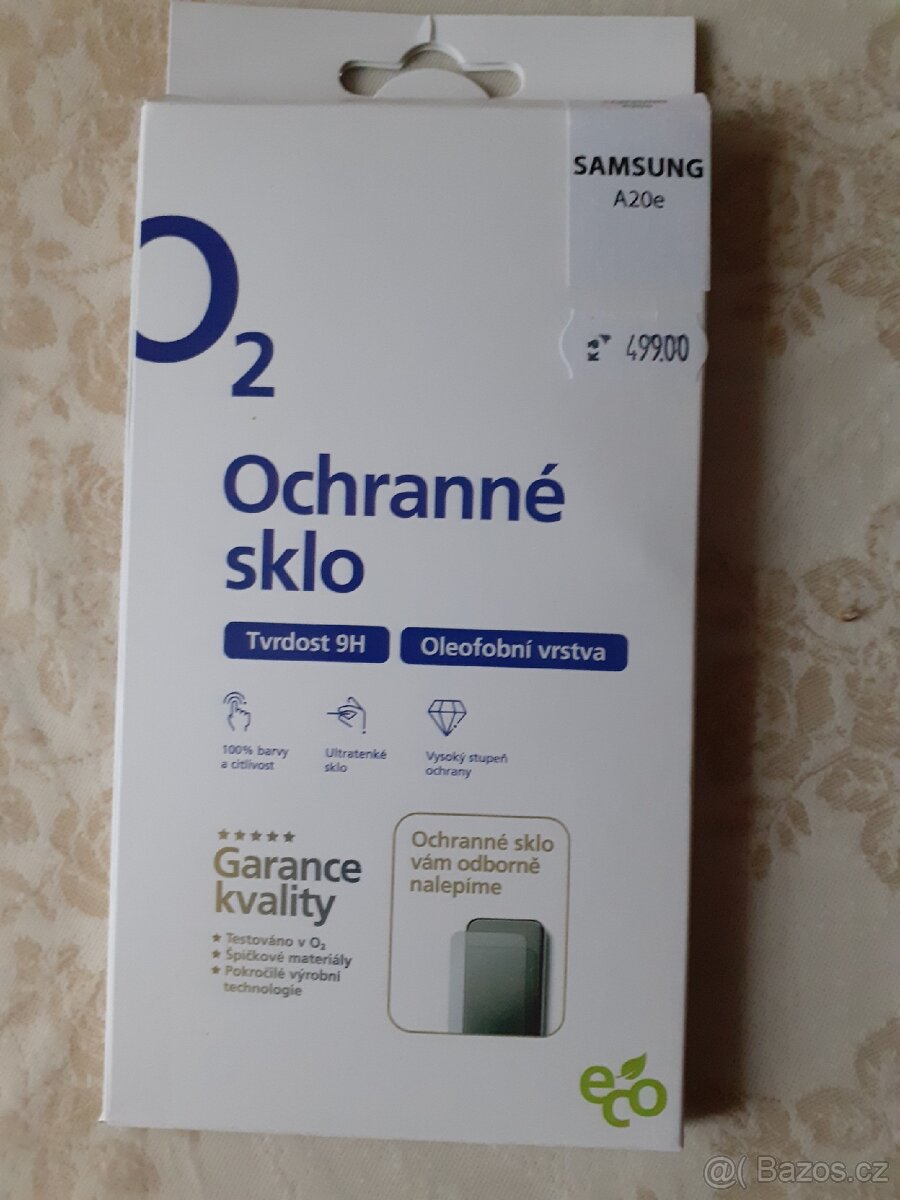 SAMSUNG
A20e
Kč 499.00
O2
Ochranné
sklo
Tvrdost 9H
Oleofobní vrstva
100% barvy
a citlivost
Ultratenké
sklo
Vysoký stupeň
ochrany
★★★★★
Garance
kvality
★ Testováno v O₂
★ Špičkové materiály
★ Pokročilé výrobní
technologie
Ochranné sklo
vám odborně
nalepíme
eco
@( Bazos.cz